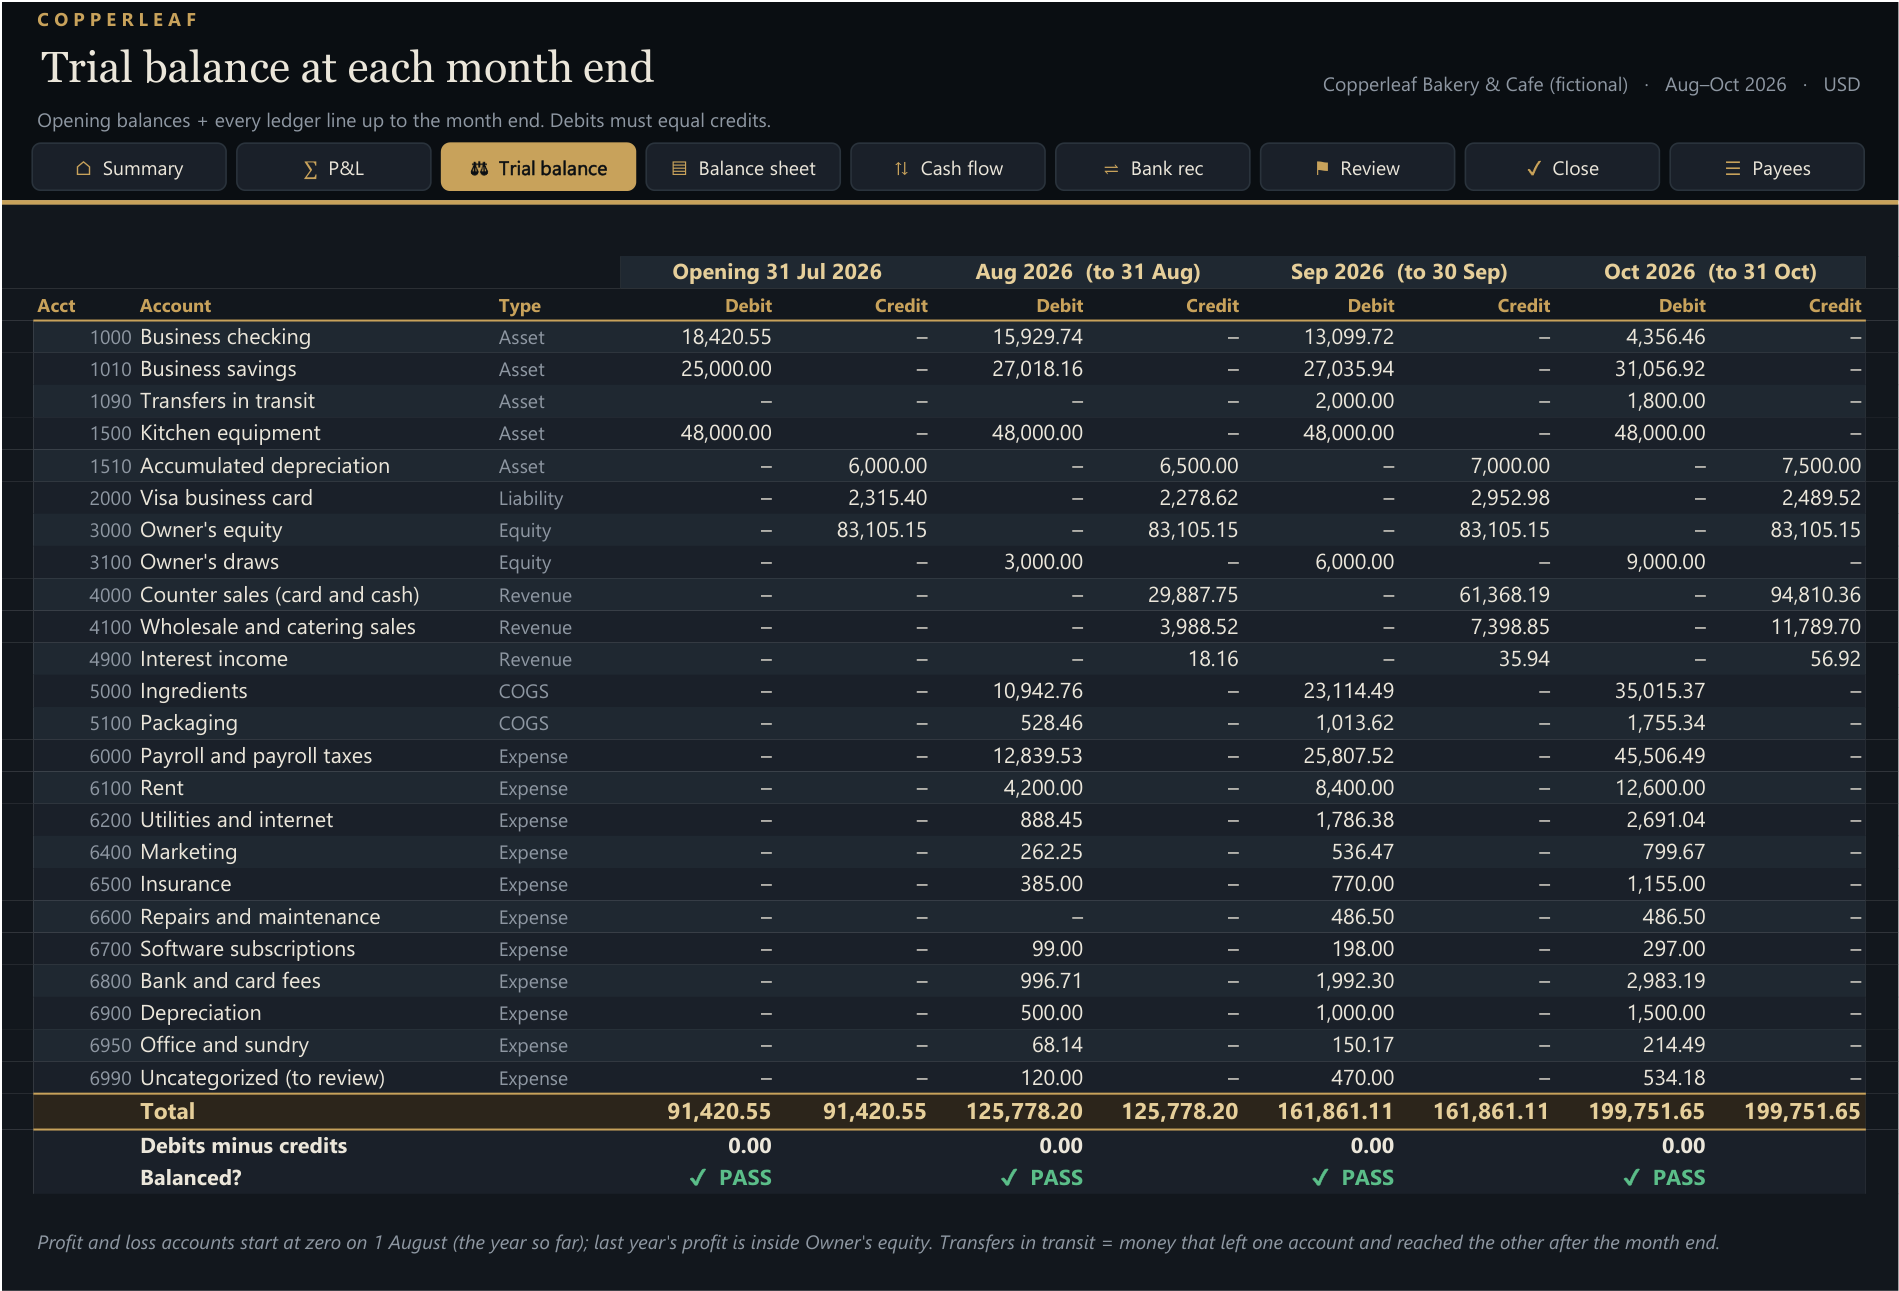 COPPERLEAF
Trial balance at each month end
Copperleaf Bakery & Cafe (fictional) · Aug–Oct 2026 · USD
Opening balances + every ledger line up to the month end. Debits must equal credits.
Summary ∑ P&L Trial balance Balance sheet Cash flow Bank rec Review ✓ Close Payees
Opening 31 Jul 2026 Aug 2026 (to 31 Aug) Sep 2026 (to 30 Sep) Oct 2026 (to 31 Oct)
Acct Account Type Debit Credit Debit Credit Debit Credit Debit Credit
1000 Business checking Asset 18,420.55 – 15,929.74 – 13,099.72 – 4,356.46 –
1010 Business savings Asset 25,000.00 – 27,018.16 – 27,035.94 – 31,056.92 –
1090 Transfers in transit Asset – – – – 2,000.00 – 1,800.00 –
1500 Kitchen equipment Asset 48,000.00 – 48,000.00 – 48,000.00 – 48,000.00 –
1510 Accumulated depreciation Asset – 6,000.00 – 6,500.00 – 7,000.00 – 7,500.00
2000 Visa business card Liability – 2,315.40 – 2,278.62 – 2,952.98 – 2,489.52
3000 Owner's equity Equity – 83,105.15 – 83,105.15 – 83,105.15 – 83,105.15
3100 Owner's draws Equity – – 3,000.00 – 6,000.00 – 9,000.00 –
4000 Counter sales (card and cash) Revenue – – – 29,887.75 – 61,368.19 – 94,810.36
4100 Wholesale and catering sales Revenue – – – 3,988.52 – 7,398.85 – 11,789.70
4900 Interest income Revenue – – – 18.16 – 35.94 – 56.92
5000 Ingredients COGS – – 10,942.76 – 23,114.49 – 35,015.37 –
5100 Packaging COGS – – 528.46 – 1,013.62 – 1,755.34 –
6000 Payroll and payroll taxes Expense – – 12,839.53 – 25,807.52 – 45,506.49 –
6100 Rent Expense – – 4,200.00 – 8,400.00 – 12,600.00 –
6200 Utilities and internet Expense – – 888.45 – 1,786.38 – 2,691.04 –
6400 Marketing Expense – – 262.25 – 536.47 – 799.67 –
6500 Insurance Expense – – 385.00 – 770.00 – 1,155.00 –
6600 Repairs and maintenance Expense – – – – 486.50 – 486.50 –
6700 Software subscriptions Expense – – 99.00 – 198.00 – 297.00 –
6800 Bank and card fees Expense – – 996.71 – 1,992.30 – 2,983.19 –
6900 Depreciation Expense – – 500.00 – 1,000.00 – 1,500.00 –
6950 Office and sundry Expense – – 68.14 – 150.17 – 214.49 –
6990 Uncategorized (to review) Expense – – 120.00 – 470.00 – 534.18 –
Total 91,420.55 91,420.55 125,778.20 125,778.20 161,861.11 161,861.11 199,751.65 199,751.65
Debits minus credits 0.00 0.00 0.00 0.00
Balanced? ✓ PASS ✓ PASS ✓ PASS ✓ PASS
Profit and loss accounts start at zero on 1 August (the year so far); last year's profit is inside Owner's equity. Transfers in transit = money that left one account and reached the other after the month end.